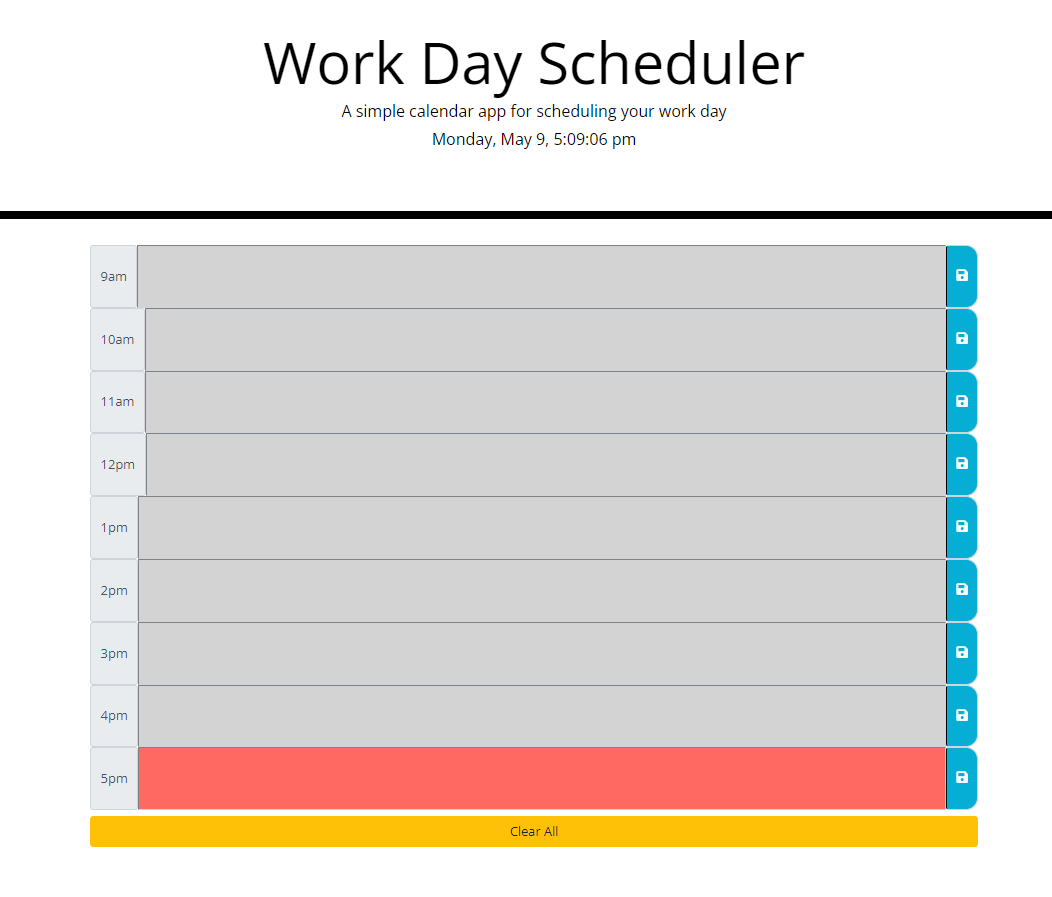 Work Day Scheduler
A simple calendar app for scheduling your work day
Monday, May 9, 5:09:06 pm
9am
10am
11am
12pm
1pm
2pm
3pm
4pm
5pm
Clear All